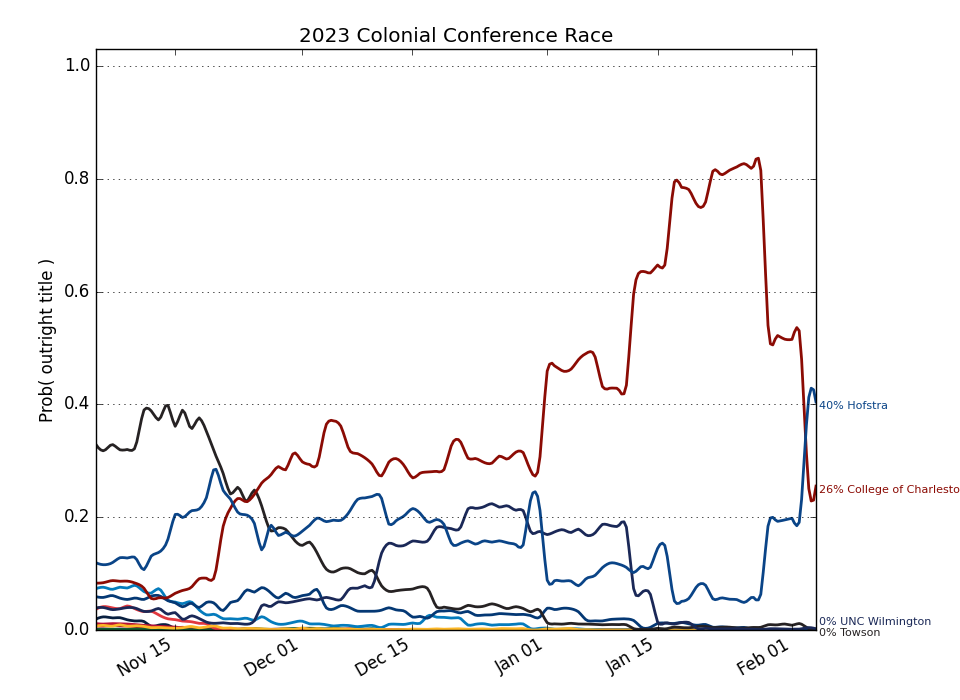 2023 Colonial Conference Race
1.0
0.8
0.6
0.4
0.2
0.0
Prob( outright title )
40% Hofstra
26% College of Charlesto
0% UNC Wilmington
0% Towson
Nov 15
Dec 01
Dec 15
Jan 01
Jan 15
Feb 01